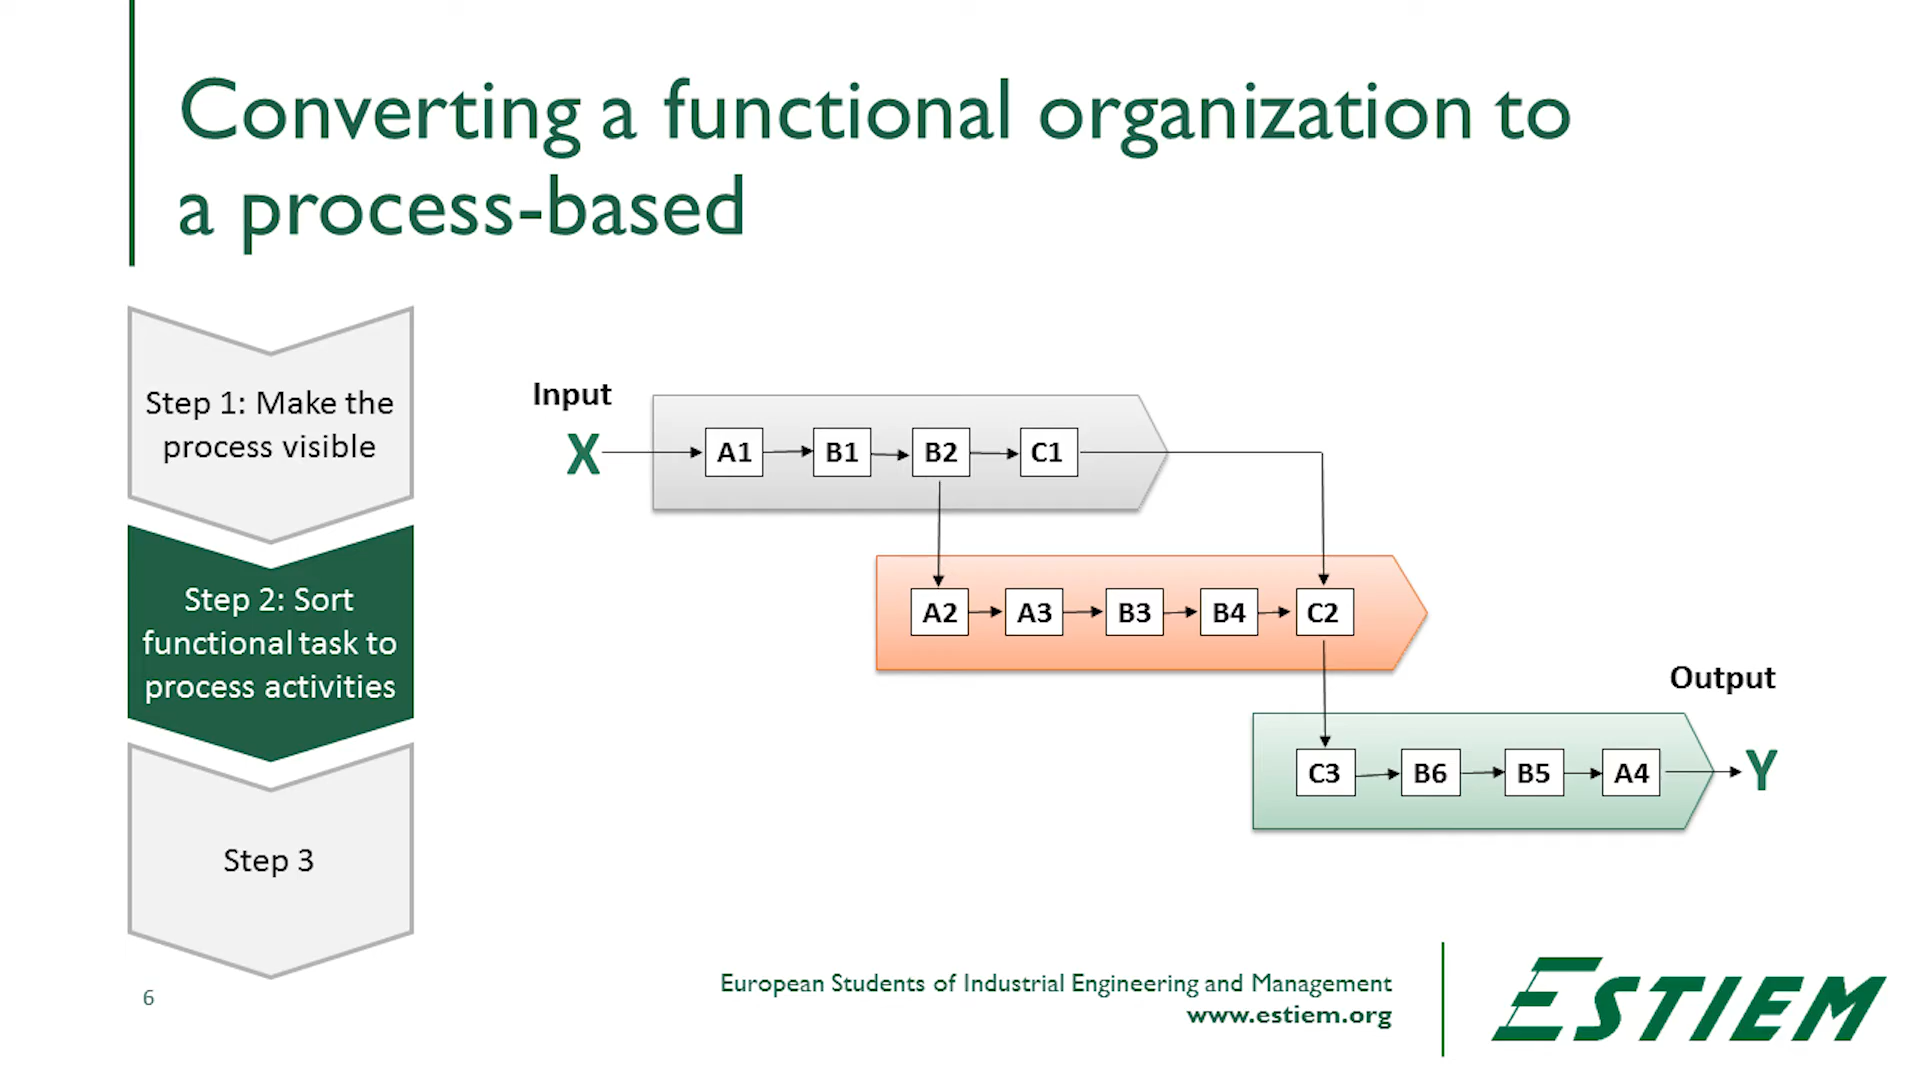 Converting a functional organization to
a process-based
Step 1: Make the
process visible
Step 2: Sort
functional task to
process activities
Step 3
Input
X
A1
B1
B2
C1
A2
A3
B3
B4
C2
Output
C3
B6
B5
A4
Y
6
European Students of Industrial Engineering and Management
www.estiem.org
ESTIEM